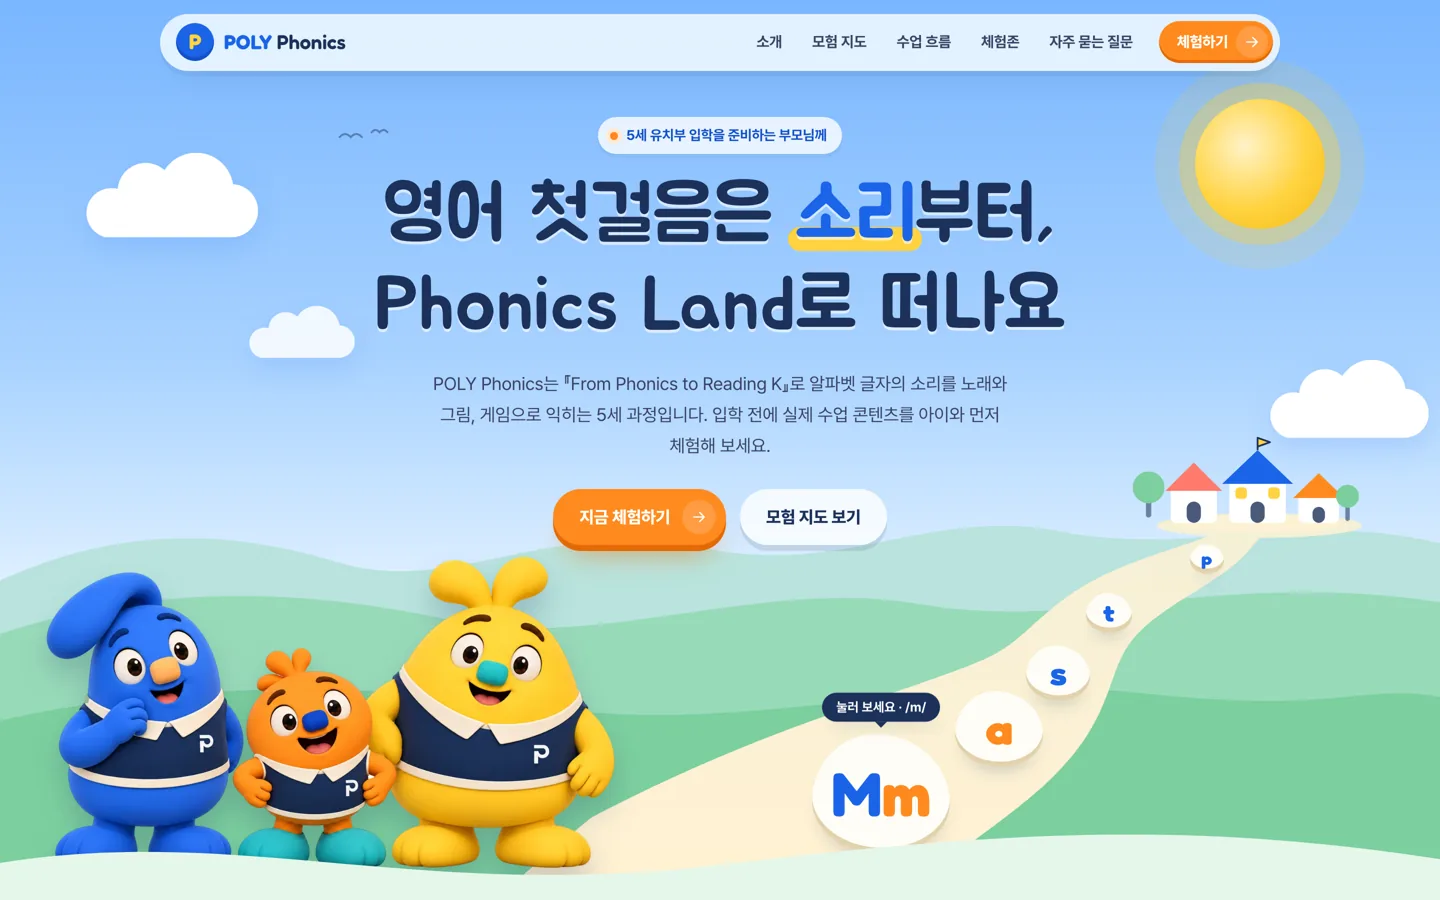 P POLY Phonics 소개 모험 지도 수업 흐름 체험존 자주 묻는 질문 체험하기 →
5세 유치부 입학을 준비하는 부모님께
영어 첫걸음은 소리부터,
Phonics Land로 떠나요
POLY Phonics는 『From Phonics to Reading K』로 알파벳 글자의 소리를 노래와
그림, 게임으로 익히는 5세 과정입니다. 입학 전에 실제 수업 콘텐츠를 아이와 먼저
체험해 보세요.
지금 체험하기 → 모험 지도 보기
p
t
s
눌러 보세요 · /m/
a
Mm
P
P
P